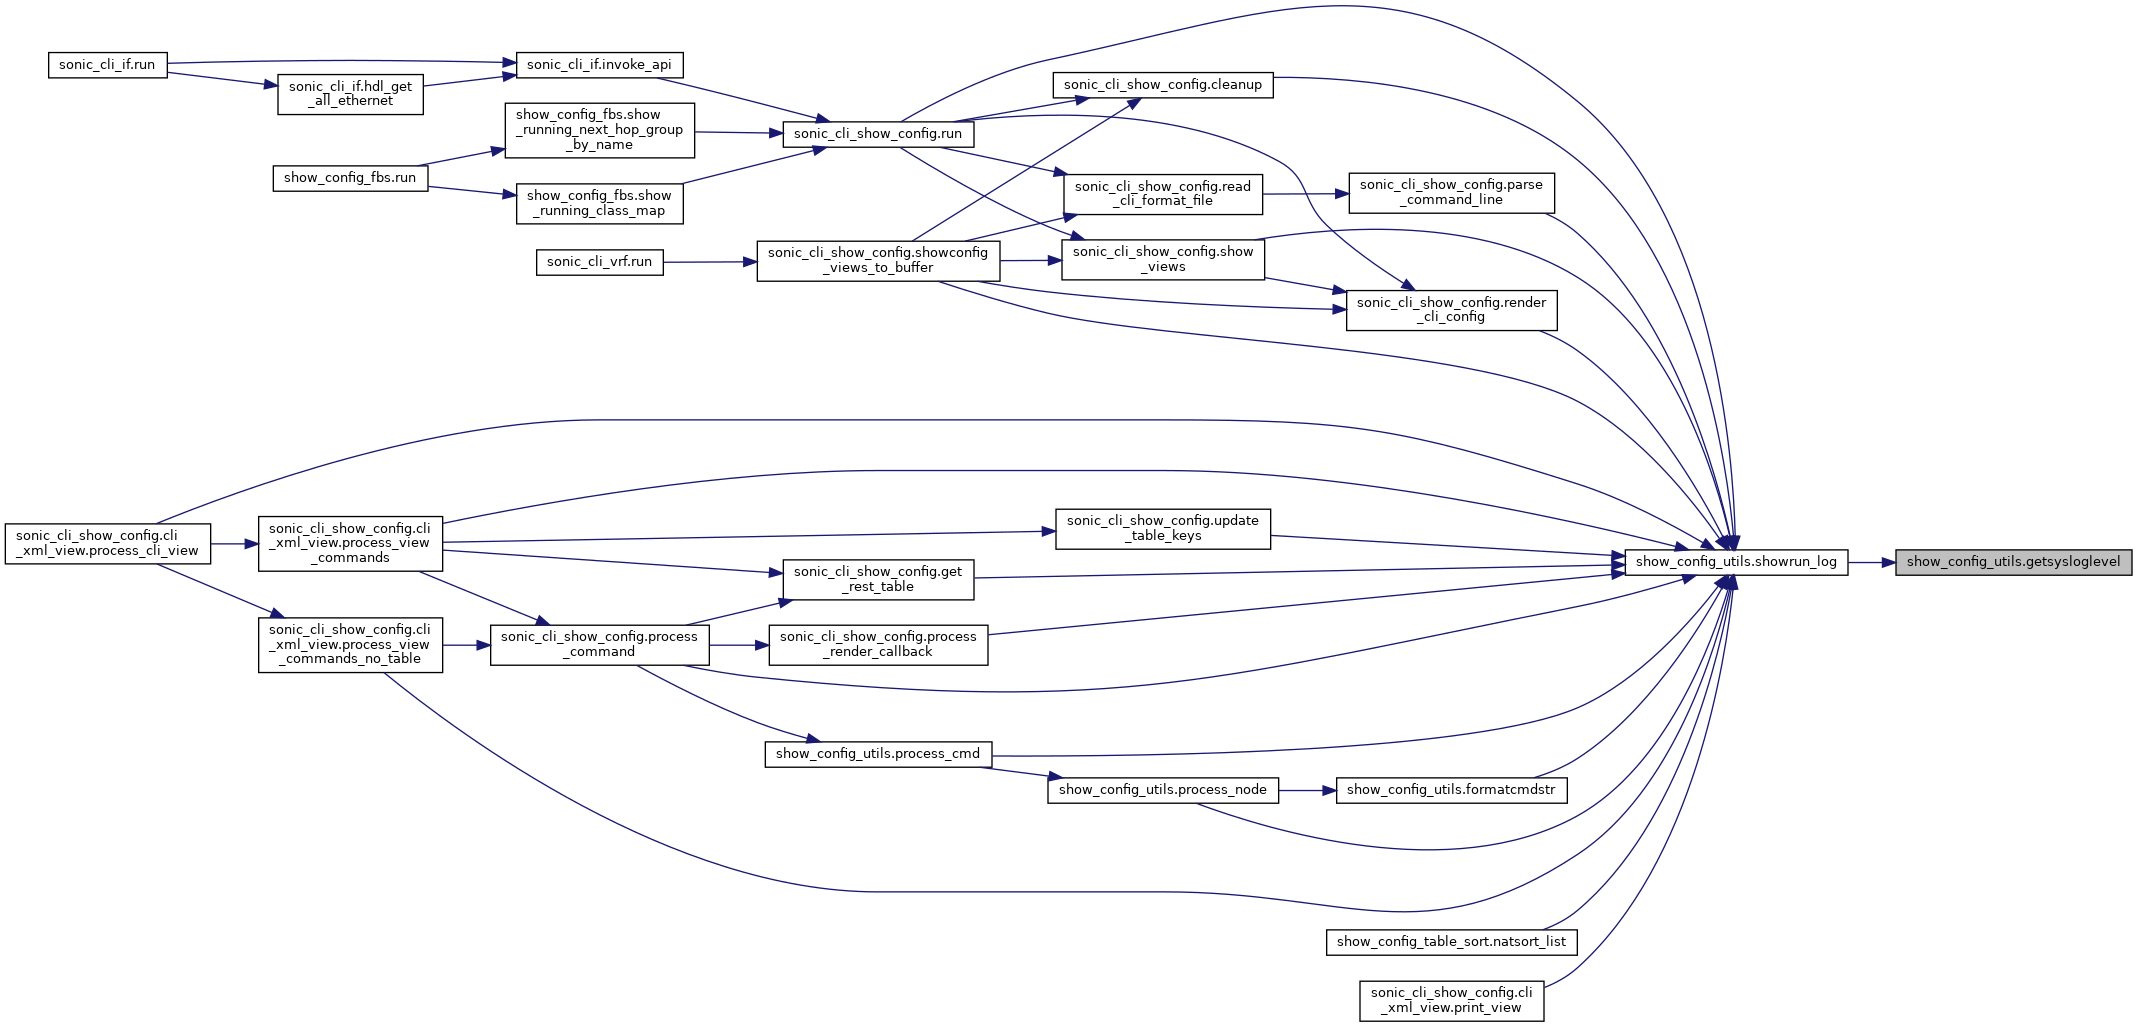 sonic_cli_if.run
sonic_cli_if.invoke_api
sonic_cli_if.hdl_get
_all_ethernet
show_config_fbs.show
_running_next_hop_group
_by_name
show_config_fbs.run
show_config_fbs.show
_running_class_map
sonic_cli_vrf.run
sonic_cli_show_config.run
sonic_cli_show_config.cleanup
sonic_cli_show_config.read
_cli_format_file
sonic_cli_show_config.parse
_command_line
sonic_cli_show_config.showconfig
_views_to_buffer
sonic_cli_show_config.show
_views
sonic_cli_show_config.render
_cli_config
sonic_cli_show_config.cli
_xml_view.process_cli_view
sonic_cli_show_config.cli
_xml_view.process_view
_commands
sonic_cli_show_config.update
_table_keys
sonic_cli_show_config.get
_rest_table
show_config_utils.showrun_log
show_config_utils.getsysloglevel
sonic_cli_show_config.cli
_xml_view.process_view
_commands_no_table
sonic_cli_show_config.process
_command
sonic_cli_show_config.process
_render_callback
show_config_utils.process_cmd
show_config_utils.process_node
show_config_utils.formatcmdstr
show_config_table_sort.natsort_list
sonic_cli_show_config.cli
_xml_view.print_view